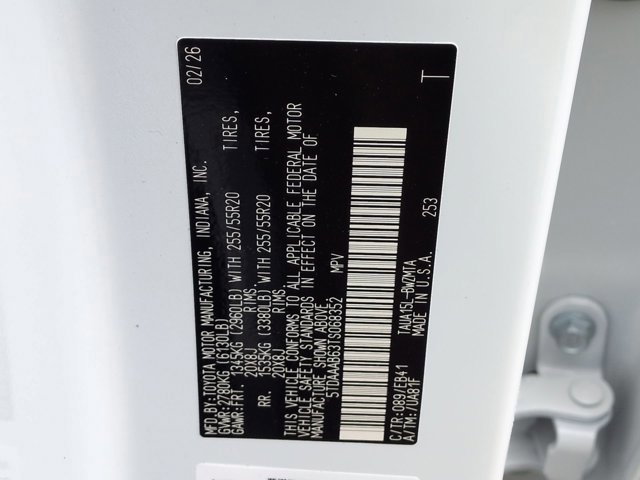 MFD.BY:TOYOTA MOTOR MANUFACTURING, INDIANA, INC. 02/26
GVWR:2780KG (6130LB)
GAWR:FRT. 1345KG (2960LB) WITH 255/55R20 TIRES,
20X8J RIMS
RR. 1535KG (3380LB) WITH 255/55R20 TIRES,
20X8J RIMS
THIS VEHICLE CONFORMS TO ALL APPLICABLE FEDERAL MOTOR
VEHICLE SAFETY STANDARDS IN EFFECT ON THE DATE OF
MANUFACTURE SHOWN ABOVE.
5TDAAAB63TS068352 MPV
T
C/TR:089/EB41 TAUA15L-BWZMTA 253
A/TM:-/UA81F MADE IN U.S.A.